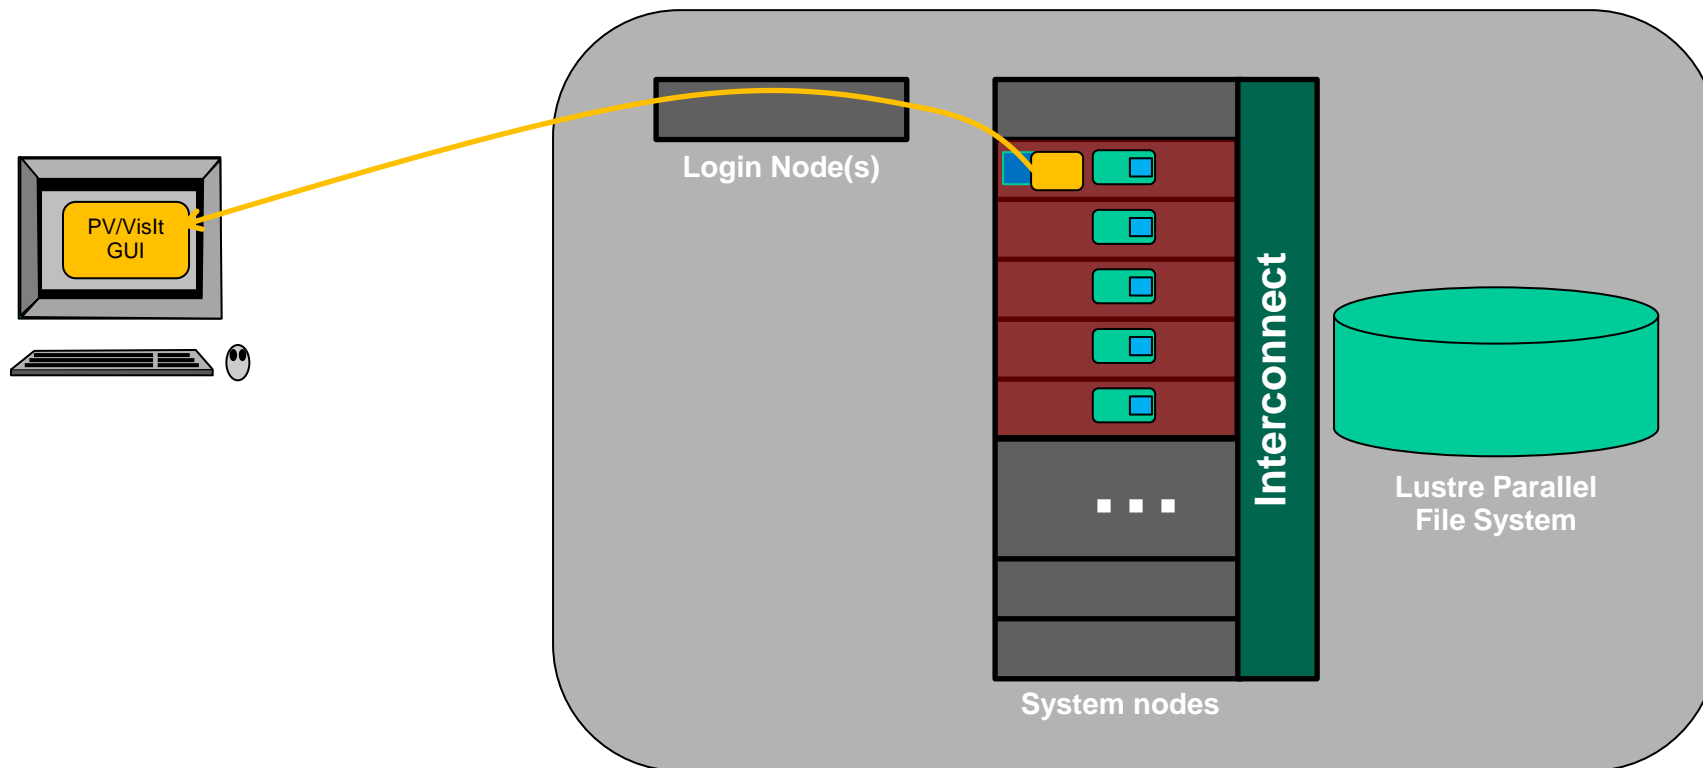 Login Node(s)
PV/VisIt
GUI
Interconnect
...
Lustre Parallel
File System
System nodes